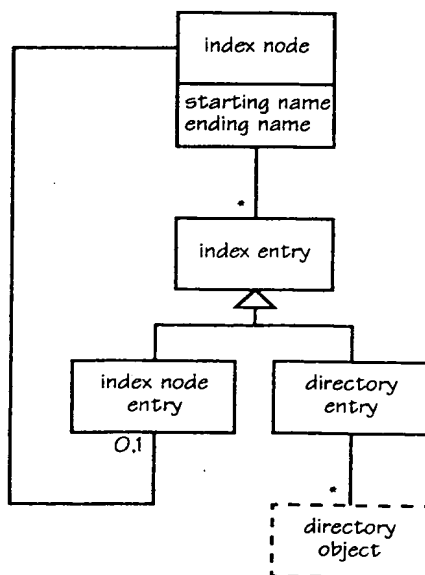 index node
starting name
ending name
*
index entry
index node
entry
0,1
directory
entry
*
directory
object